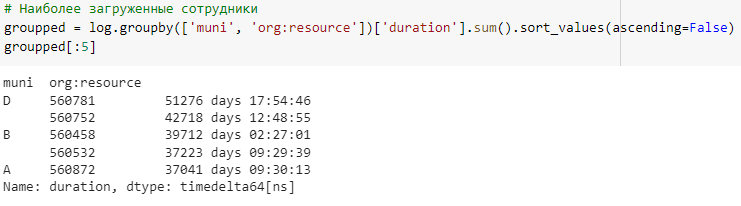 # Наиболее загруженные сотрудники
groupped = log.groupby(['muni', 'org:resource'])['duration'].sum().sort_values(ascending=False)
groupped[:5]
muni org:resource
D 560781 51276 days 17:54:46
560752 42718 days 12:48:55
B 560458 39712 days 02:27:01
560532 37223 days 09:29:39
A 560872 37041 days 09:30:13
Name: duration, dtype: timedelta64[ns]